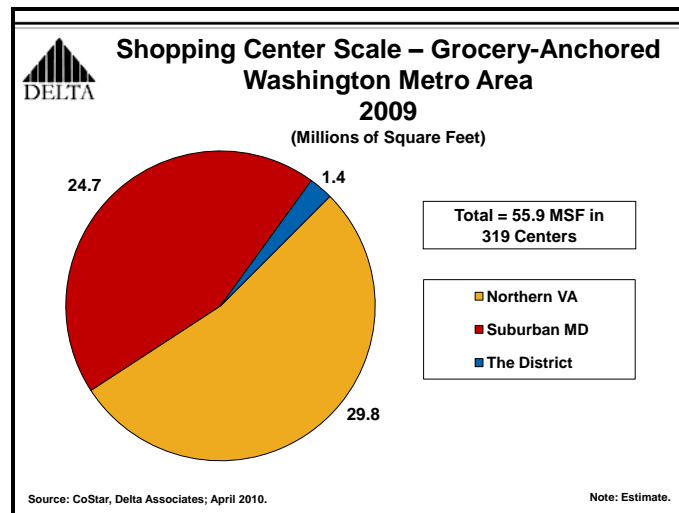 DELTA
Shopping Center Scale – Grocery-Anchored
Washington Metro Area
2009
(Millions of Square Feet)
24.7
1.4
29.8
Total = 55.9 MSF in
319 Centers
Northern VA
Suburban MD
The District
Source: CoStar, Delta Associates; April 2010.
Note: Estimate.